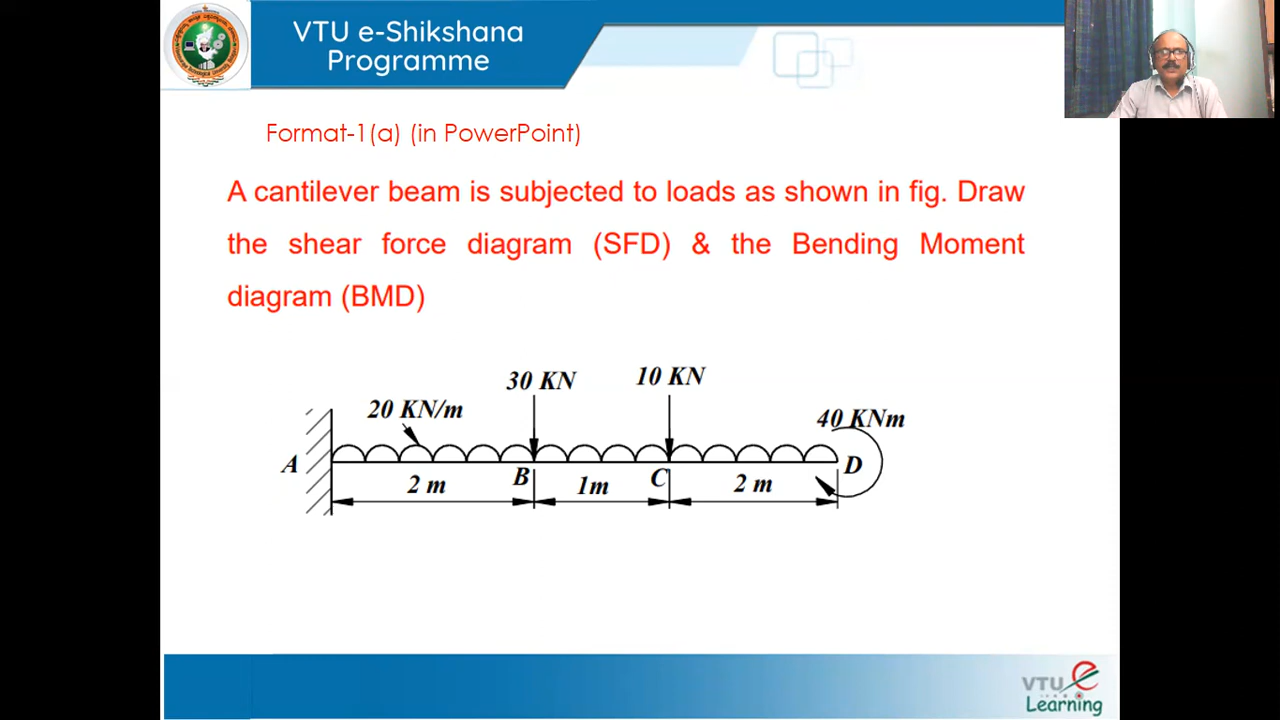 VTU e-Shikshana
Programme
Format-1(a) (in PowerPoint)
A cantilever beam is subjected to loads as shown in fig. Draw
the shear force diagram (SFD) & the Bending Moment
diagram (BMD)
30 KN
10 KN
20 KN/m
40 KNm
A
B
C
D
2 m
1m
2 m
VTU e
Learning